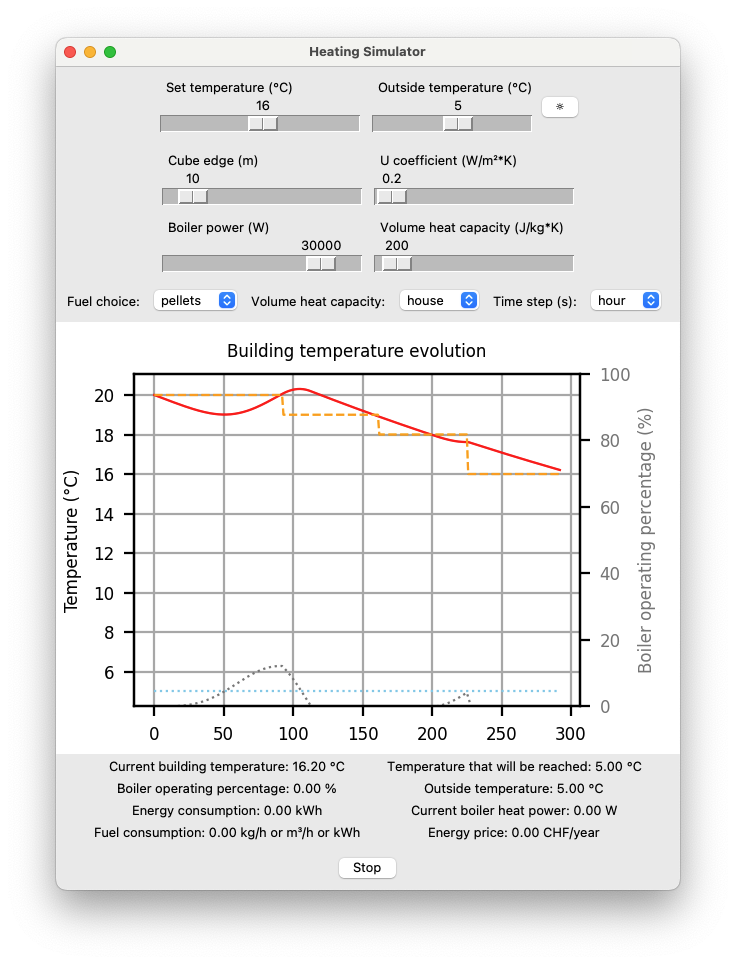 Heating Simulator
Set temperature (°C) Outside temperature (°C)
16 5 ☼
Cube edge (m) U coefficient (W/m²*K)
10 0.2
Boiler power (W) Volume heat capacity (J/kg*K)
30000 200
Fuel choice: pellets Volume heat capacity: house Time step (s): hour
Building temperature evolution
100
20
18
80
16
14
60
12
40
10
8
20
6
0
Temperature (°C)
Boiler operating percentage (%)
0 50 100 150 200 250 300
Current building temperature: 16.20 °C Temperature that will be reached: 5.00 °C
Boiler operating percentage: 0.00 % Outside temperature: 5.00 °C
Energy consumption: 0.00 kWh Current boiler heat power: 0.00 W
Fuel consumption: 0.00 kg/h or m³/h or kWh Energy price: 0.00 CHF/year
Stop